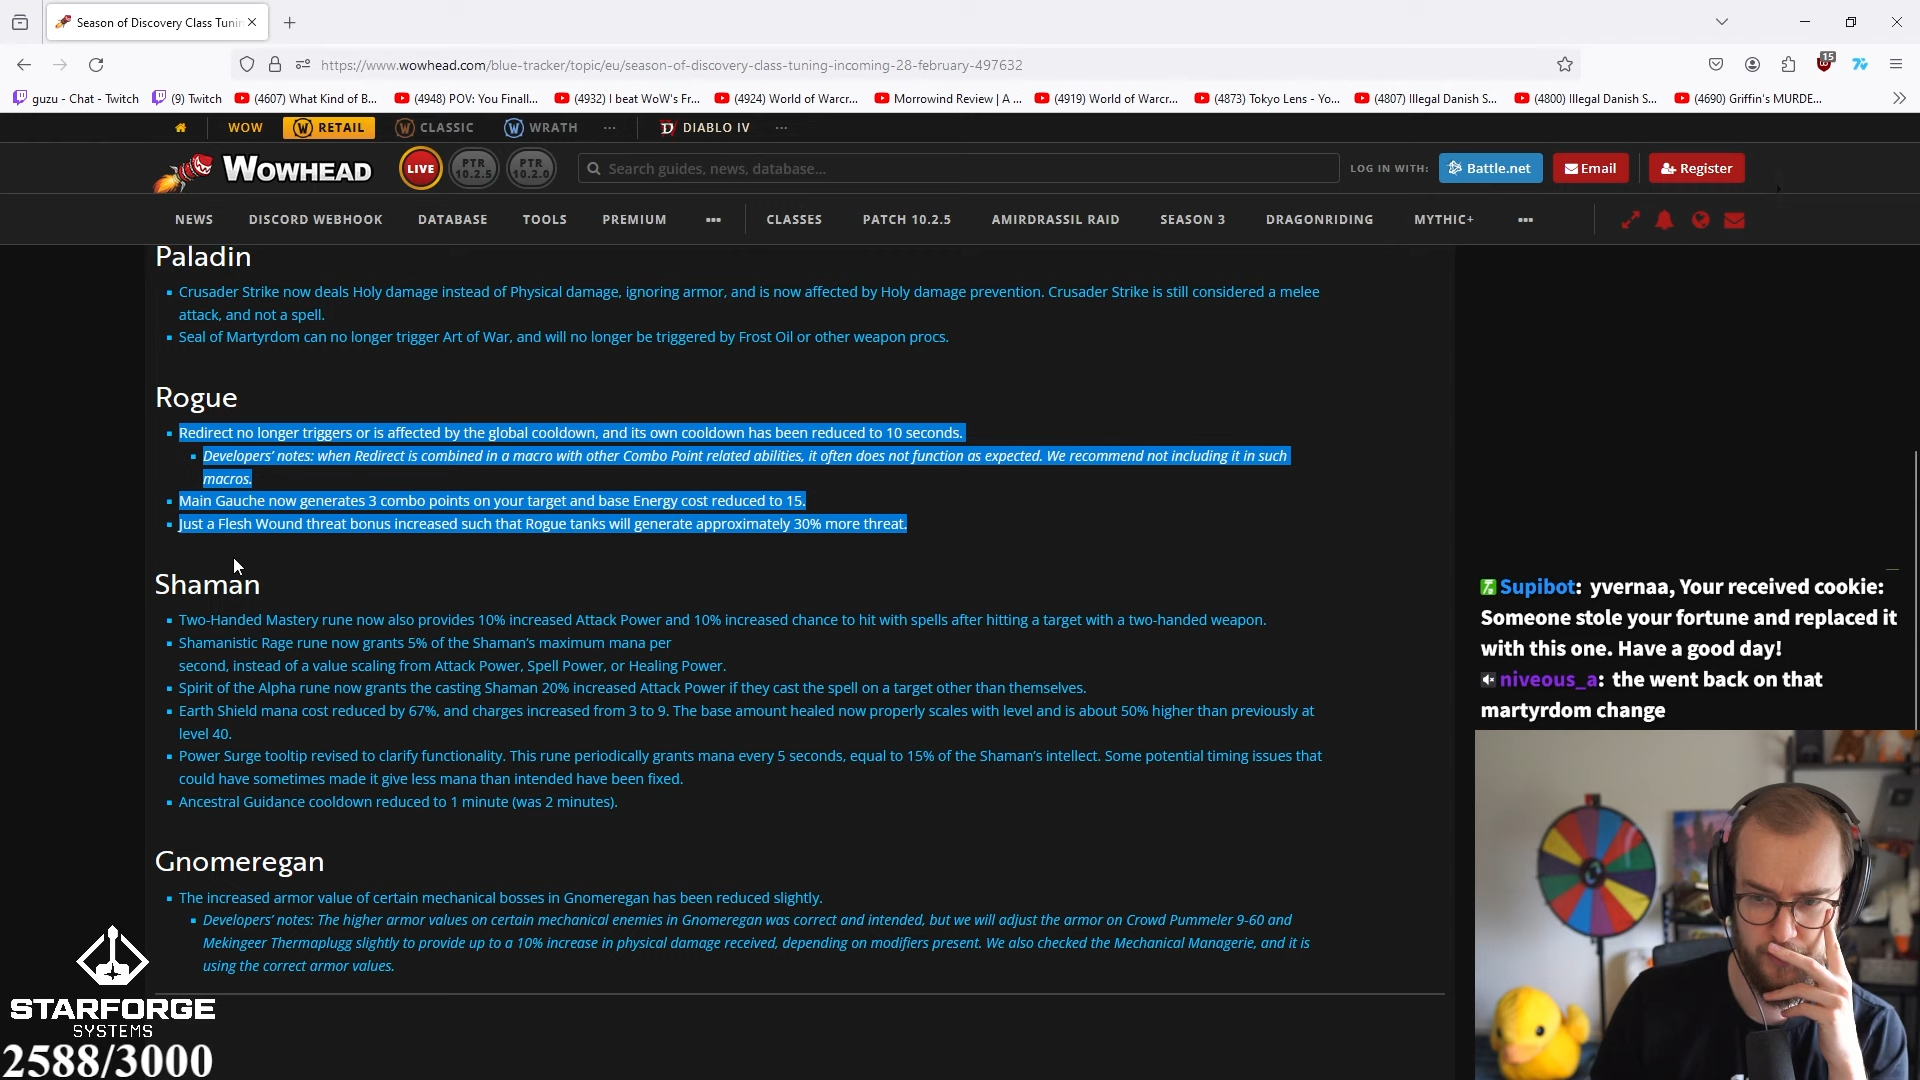 Season of Discovery Class Tunin
https://www.wowhead.com/blue-tracker/topic/eu/season-of-discovery-class-tuning-incoming-28-february-497632
15
guzu - Chat - Twitch
(9) Twitch
(4607) What Kind of B...
(4948) POV: You Finall...
(4932) I beat WoW's Fr...
(4924) World of Warcr...
Morrowind Review | A ...
(4919) World of Warcr...
(4873) Tokyo Lens - Yo...
(4807) Illegal Danish S...
(4800) Illegal Danish S...
(4690) Griffin's MURDE...
WOW
RETAIL
CLASSIC
WRATH
DIABLO IV
WOWHEAD
LIVE
PTR
10.2.5
PTR
10.2.0
Search guides, news, database...
LOG IN WITH:
Battle.net
Email
Register
NEWS
DISCORD WEBHOOK
DATABASE
TOOLS
PREMIUM
CLASSES
PATCH 10.2.5
AMIRDRASSIL RAID
SEASON 3
DRAGONRIDING
MYTHIC+
Paladin
Crusader Strike now deals Holy damage instead of Physical damage, ignoring armor, and is now affected by Holy damage prevention. Crusader Strike is still considered a melee
attack, and not a spell.
Seal of Martyrdom can no longer trigger Art of War, and will no longer be triggered by Frost Oil or other weapon procs.
Rogue
Redirect no longer triggers or is affected by the global cooldown, and its own cooldown has been reduced to 10 seconds.
Developers' notes: when Redirect is combined in a macro with other Combo Point related abilities, it often does not function as expected. We recommend not including it in such
macros.
Main Gauche now generates 3 combo points on your target and base Energy cost reduced to 15.
Just a Flesh Wound threat bonus increased such that Rogue tanks will generate approximately 30% more threat.
Shaman
Two-Handed Mastery rune now also provides 10% increased Attack Power and 10% increased chance to hit with spells after hitting a target with a two-handed weapon.
Shamanistic Rage rune now grants 5% of the Shaman's maximum mana per
second, instead of a value scaling from Attack Power, Spell Power, or Healing Power.
Spirit of the Alpha rune now grants the casting Shaman 20% increased Attack Power if they cast the spell on a target other than themselves.
Earth Shield mana cost reduced by 67%, and charges increased from 3 to 9. The base amount healed now properly scales with level and is about 50% higher than previously at
level 40.
Power Surge tooltip revised to clarify functionality. This rune periodically grants mana every 5 seconds, equal to 15% of the Shaman's intellect. Some potential timing issues that
could have sometimes made it give less mana than intended have been fixed.
Ancestral Guidance cooldown reduced to 1 minute (was 2 minutes).
Gnomeregan
The increased armor value of certain mechanical bosses in Gnomeregan has been reduced slightly.
Developers' notes: The higher armor values on certain mechanical enemies in Gnomeregan was correct and intended, but we will adjust the armor on Crowd Pummeler 9-60 and
Mekingeer Thermaplugg slightly to provide up to a 10% increase in physical damage received, depending on modifiers present. We also checked the Mechanical Managerie, and it is
using the correct armor values.
Supibot: yvernaa, Your received cookie:
Someone stole your fortune and replaced it
with this one. Have a good day!
niveous_a: the went back on that
martyrdom change
STARFORGE
SYSTEMS
2588/3000